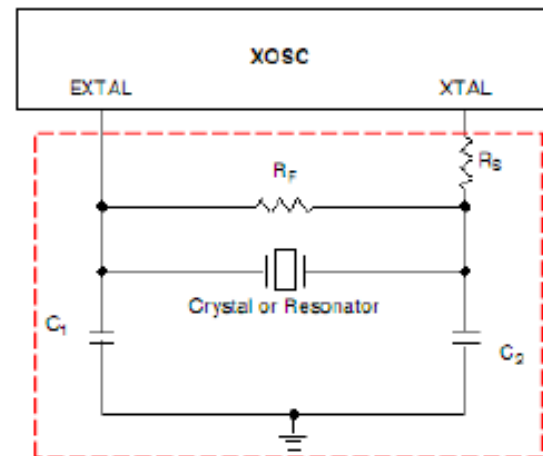 XOSC
EXTAL
XTAL
RS
RF
Crystal or Resonator
C1
C2